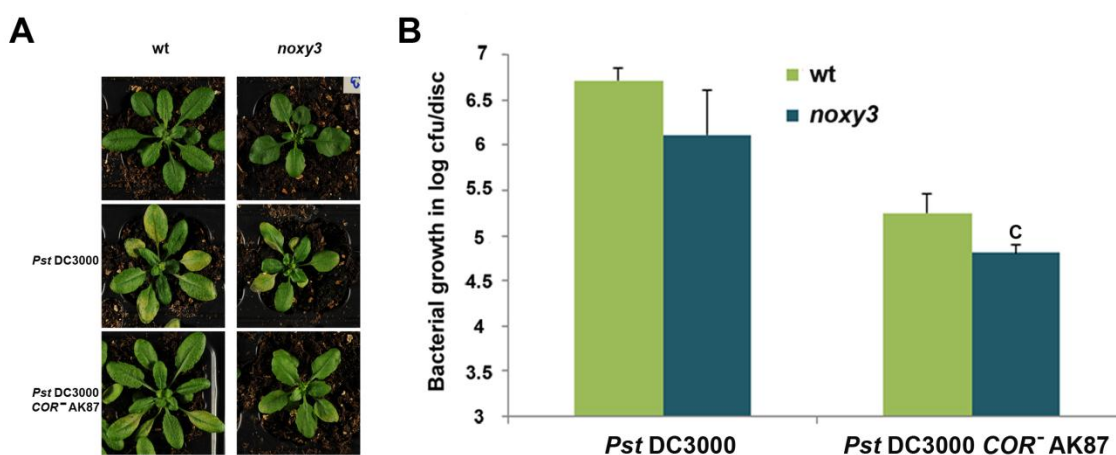 A
wt
noxy3
Pst DC3000
Pst DC3000
COR⁻ AK87
B
Bacterial growth in log cfu/disc
7
6.5
6
5.5
5
4.5
4
3.5
3
wt
noxy3
C
Pst DC3000
Pst DC3000 COR⁻ AK87